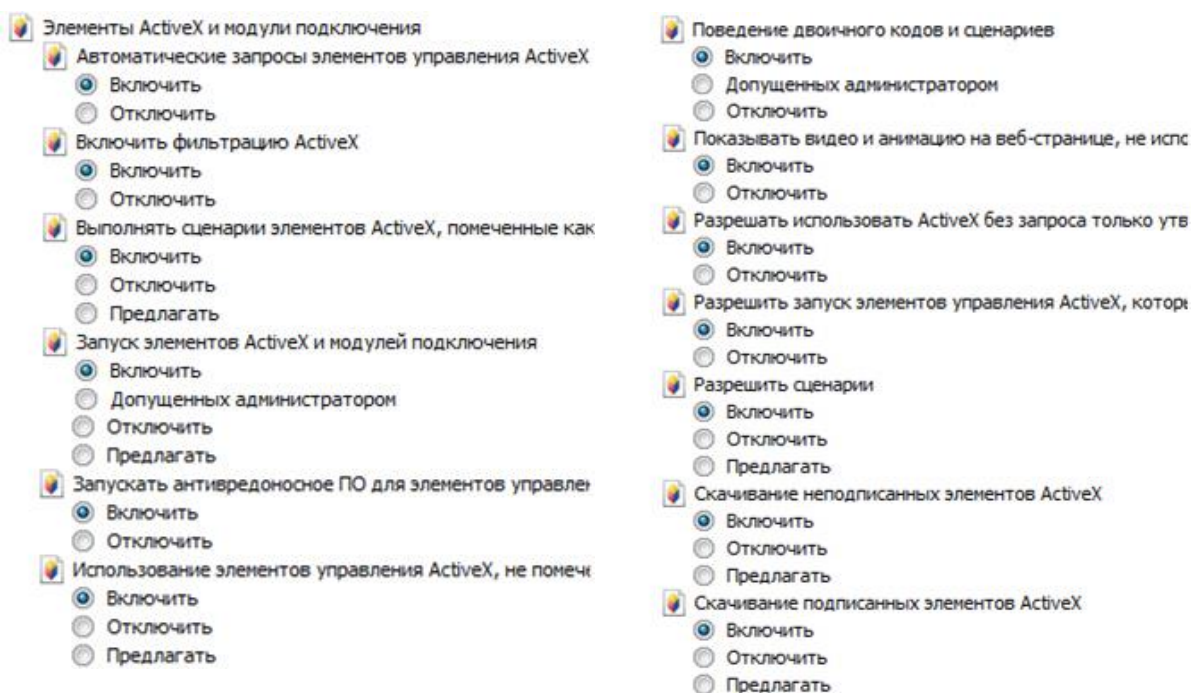 Элементы ActiveX и модули подключения
Автоматические запросы элементов управления ActiveX
Включить
Отключить
Включить фильтрацию ActiveX
Включить
Отключить
Выполнять сценарии элементов ActiveX, помеченные как
Включить
Отключить
Предлагать
Запуск элементов ActiveX и модулей подключения
Включить
Допущенных администратором
Отключить
Предлагать
Запускать антивредоносное ПО для элементов управлен
Включить
Отключить
Использование элементов управления ActiveX, не помече
Включить
Отключить
Предлагать
Поведение двоичного кодов и сценариев
Включить
Допущенных администратором
Отключить
Показывать видео и анимацию на веб-странице, не испо
Включить
Отключить
Разрешать использовать ActiveX без запроса только утв
Включить
Отключить
Разрешить запуск элементов управления ActiveX, которы
Включить
Отключить
Разрешить сценарии
Включить
Отключить
Предлагать
Скачивание неподписанных элементов ActiveX
Включить
Отключить
Предлагать
Скачивание подписанных элементов ActiveX
Включить
Отключить
Предлагать